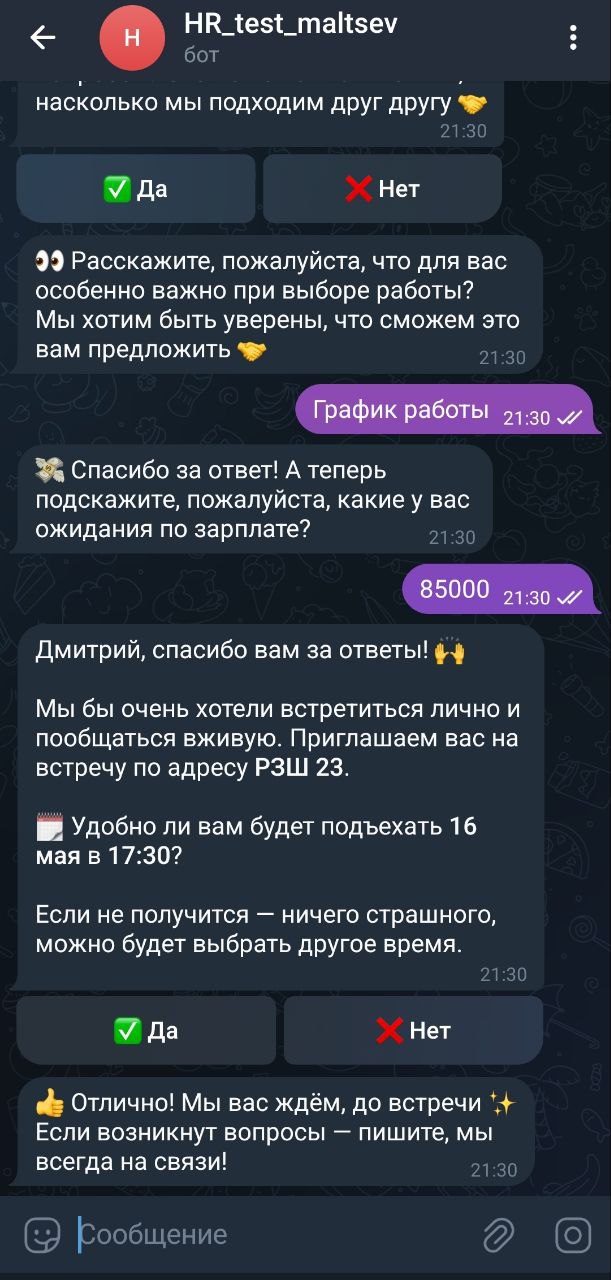 HR_test_maltsev
Н
бот
насколько мы подходим друг другу 🤝
21:30
✅ Да
❌ Нет
👀 Расскажите, пожалуйста, что для вас
особенно важно при выборе работы?
Мы хотим быть уверены, что сможем это
вам предложить 🤝
21:30
График работы 21:30
💸 Спасибо за ответ! А теперь
подскажите, пожалуйста, какие у вас
ожидания по зарплате?
21:30
85000 21:30
Дмитрий, спасибо вам за ответы! 🙌
Мы бы очень хотели встретиться лично и
пообщаться вживую. Приглашаем вас на
встречу по адресу РЗШ 23.
🗓 Удобно ли вам будет подъехать 16
мая в 17:30?
Если не получится — ничего страшного,
можно будет выбрать другое время.
21:30
✅ Да
❌ Нет
👍 Отлично! Мы вас ждём, до встречи ✨
Если возникнут вопросы — пишите, мы
всегда на связи!
21:30
Сообщение